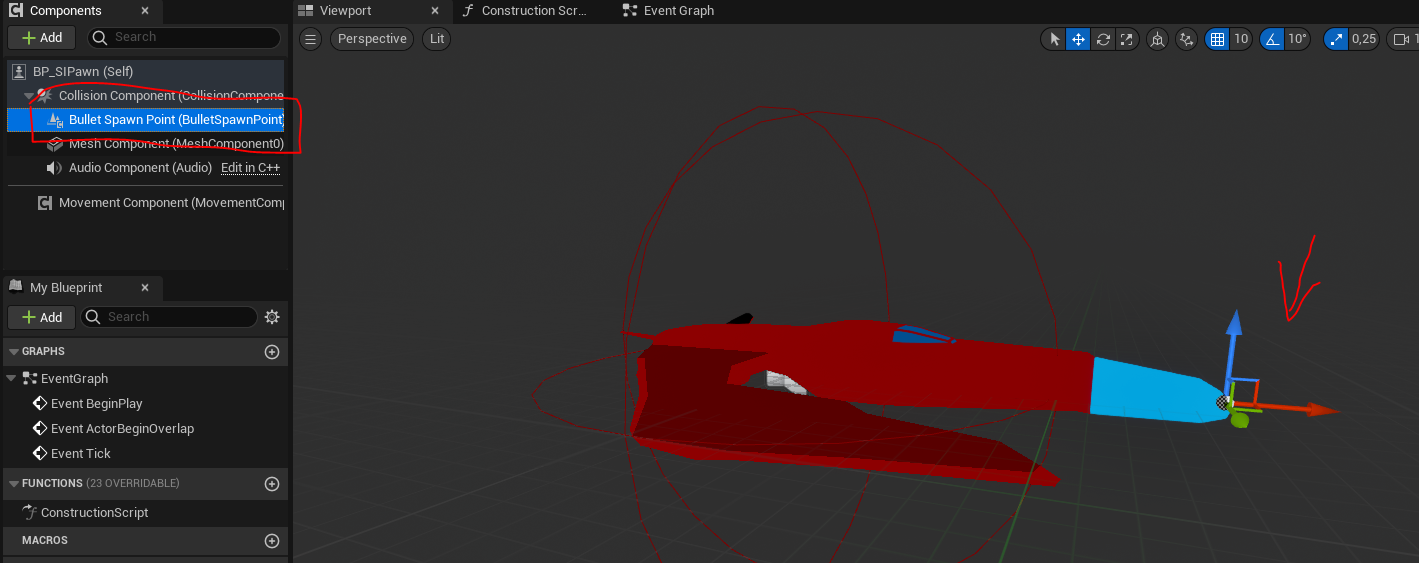 Components
Viewport
Construction Scr...
Event Graph
Add
Search
Perspective
Lit
10
10°
0,25
BP_SIPawn (Self)
Collision Component (CollisionCompone
Bullet Spawn Point (BulletSpawnPoint)
Mesh Component (MeshComponent0)
Audio Component (Audio) Edit in C++
Movement Component (MovementComp
My Blueprint
Add
Search
GRAPHS
EventGraph
Event BeginPlay
Event ActorBeginOverlap
Event Tick
FUNCTIONS (23 OVERRIDABLE)
ConstructionScript
MACROS